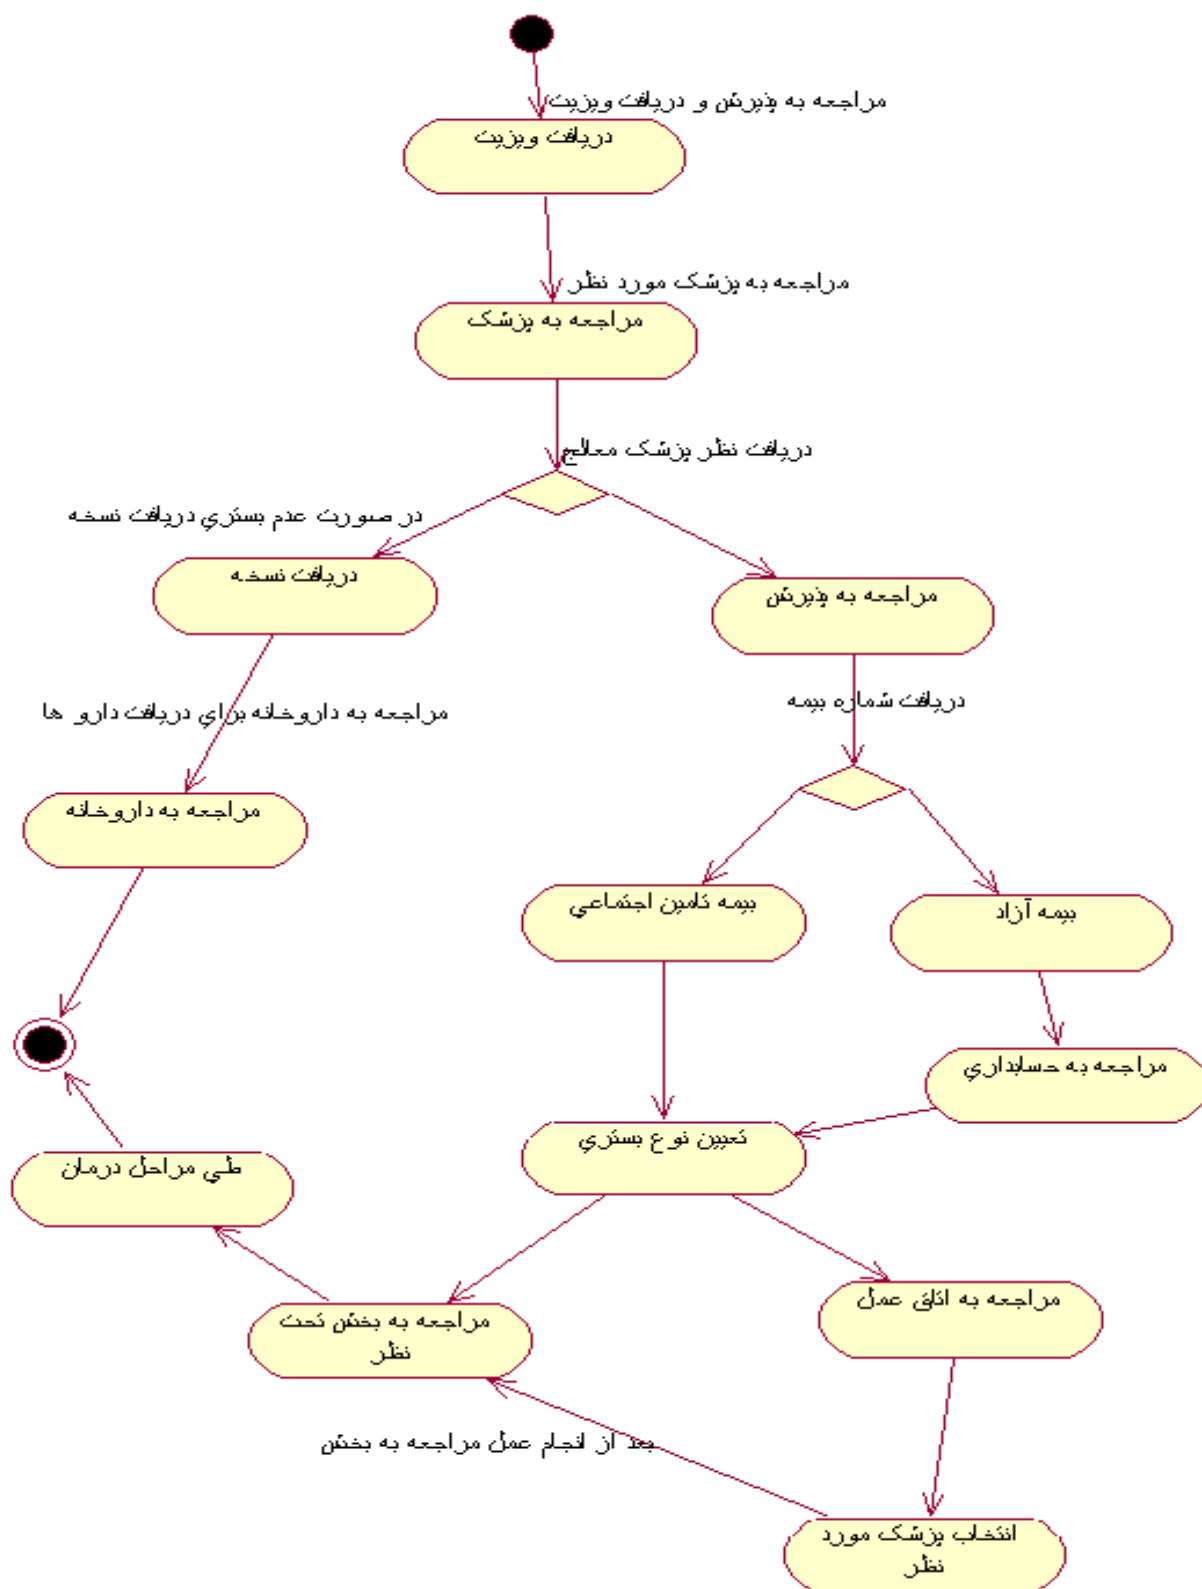 مراجعه به پذيرش و دريافت ويزيت
دريافت ويزيت
مراجعه به پزشک مورد نظر
مراجعه به پزشک
دريافت نظر پزشک معالج
در صورت عدم بستري دريافت نسخه
دريافت نسخه
مراجعه به پذيرش
دريافت شماره بيمه
مراجعه به داروخانه براي دريافت دارو ها
مراجعه به داروخانه
بيمه تامين اجتماعي
بيمه آزاد
مراجعه به حسابداري
تعيين نوع بستري
طي مراحل درمان
مراجعه به اتاق عمل
مراجعه به بخش تحت
نظر
بعد از انجام عمل مراجعه به بخش
انتخاب پزشک مورد
نظر